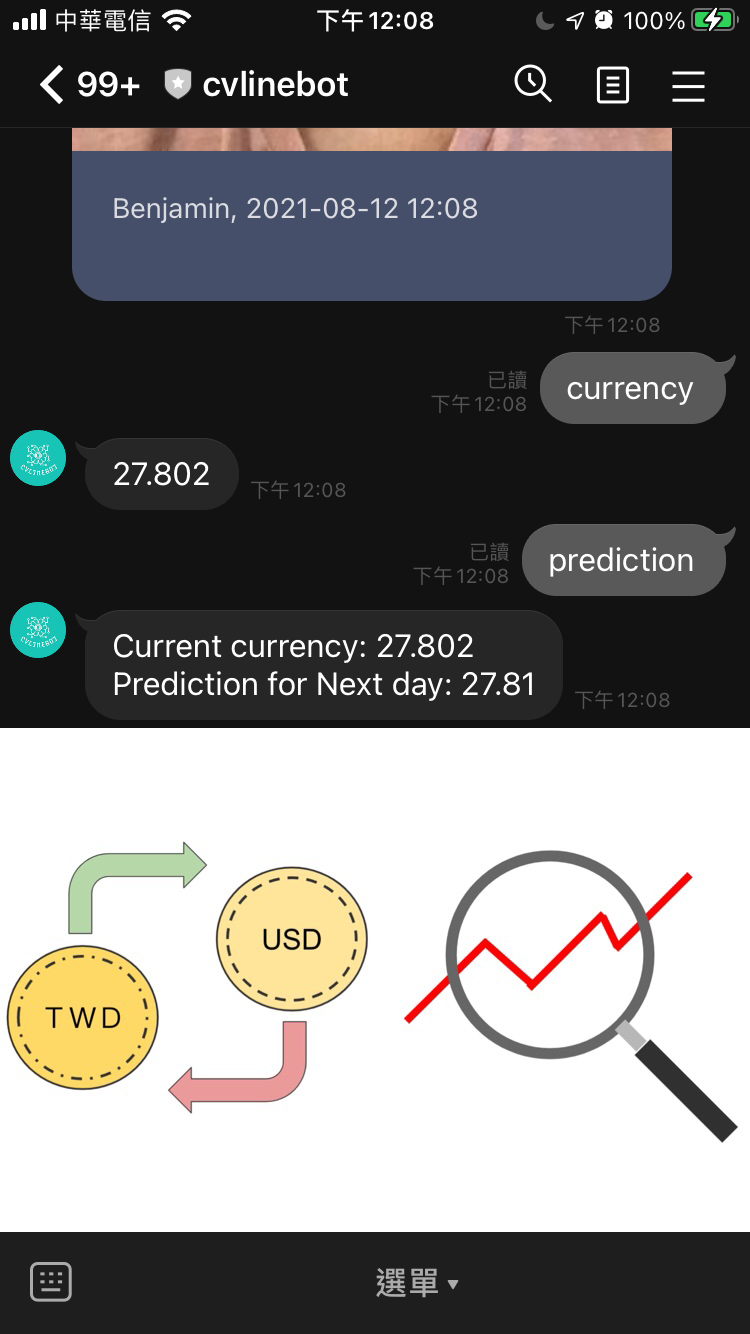 中華電信 下午12:08 100%
99+ cvlinebot
Benjamin, 2021-08-12 12:08
下午12:08
已讀
下午12:08
currency
CVLINEBOT
27.802
下午12:08
已讀
下午12:08
prediction
CVLINEBOT
Current currency: 27.802
Prediction for Next day: 27.81
下午12:08
USD
TWD
選單